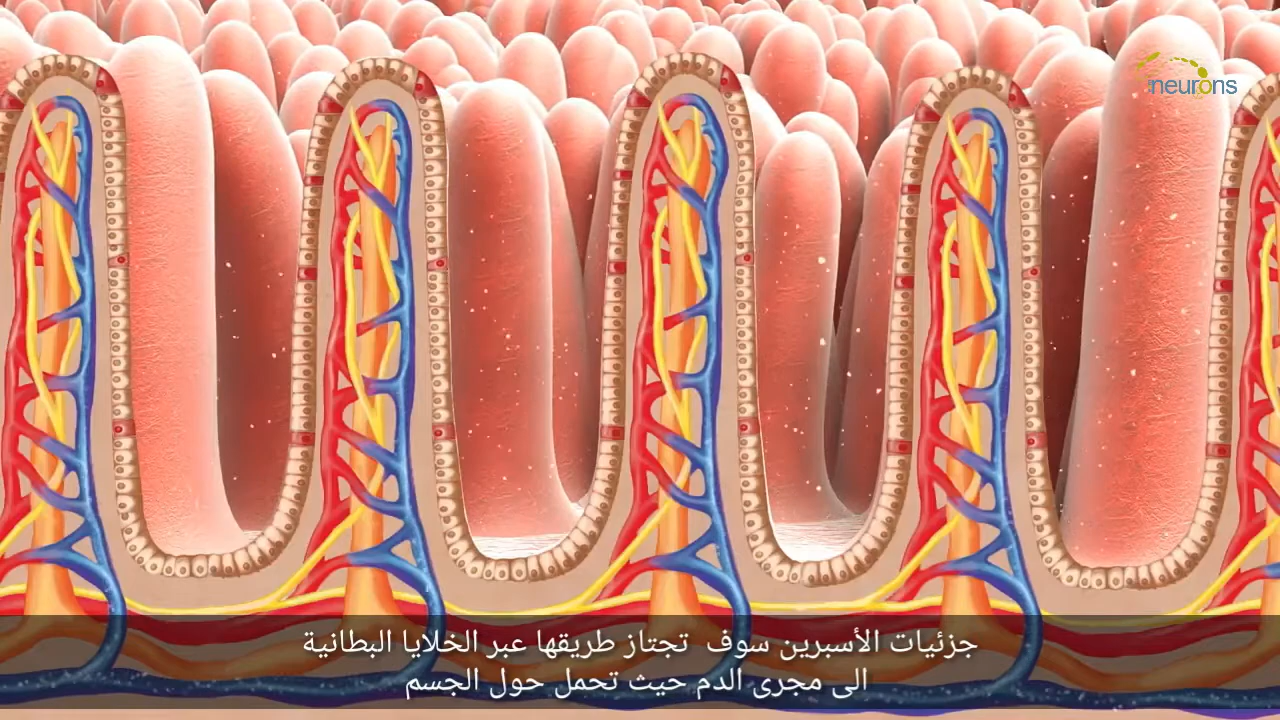 neurons
جزئيات الأسبرين سوف تجتاز طريقها عبر الخلايا البطانية
الى مجرى الدم حيث تحمل حول الجسم